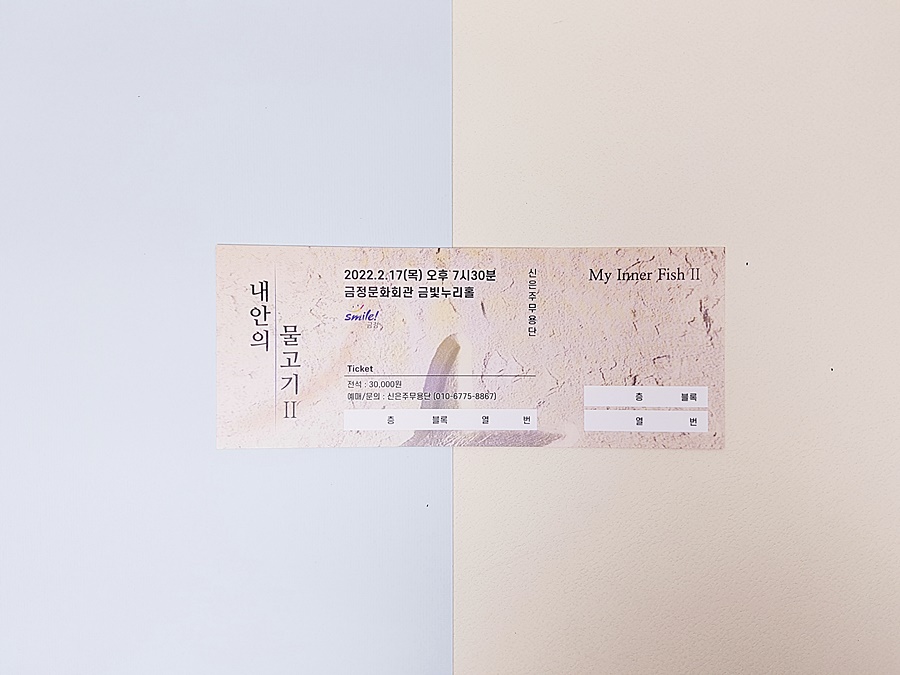 내안의
물고기 II
2022.2.17(목) 오후 7시30분
금정문화회관 금빛누리홀
smile!
금정
Ticket
전석 : 30,000원
예매/문의 : 신은주무용단 (010-6775-8867)
층 블록 열 번
신은주무용단
My Inner Fish II
층 블록
열 번